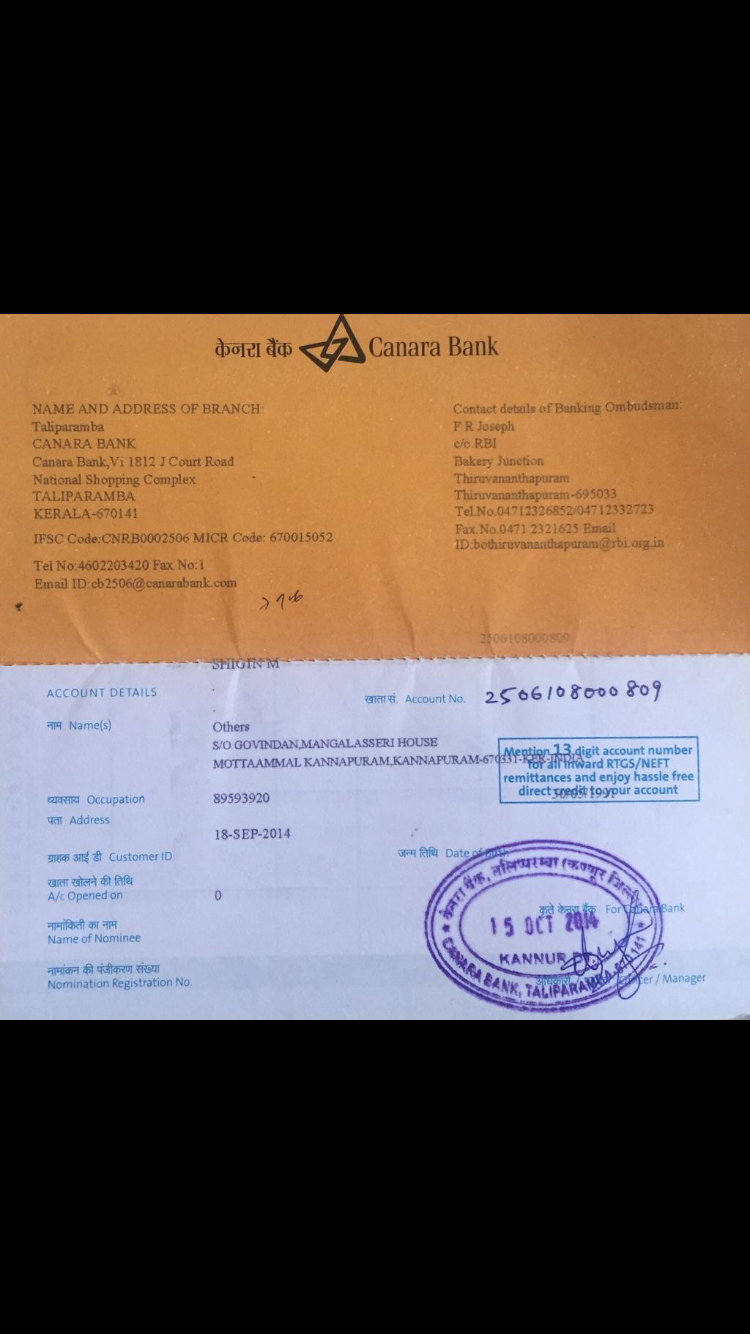 केनरा बैंक Canara Bank
NAME AND ADDRESS OF BRANCH:
Taliparamba
CANARA BANK
Canara Bank,Vi 1812 J Court Road
National Shopping Complex
TALIPARAMBA
KERALA-670141
IFSC Code:CNRB0002506 MICR Code: 670015052
Tel No:4602203420 Fax No:1
Email ID:cb2506@canarabank.com
Contact details of Banking Ombudsman:
F R Joseph
c/o.RBI
Bakery Junction
Thiruvananthapuram
Thiruvananthapuram-695033
Tel.No.04712326852/04712332723
Fax.No.0471 2321625 Email
ID:bothiruvananthapuram@rbi.org.in
2506108000809
SHIGIN M
ACCOUNT DETAILS
खाता सं. Account No. 2506108000809
नाम Name(s)
Others
S/O GOVINDAN,MANGALASSERI HOUSE
MOTTAAMMAL KANNAPURAM,KANNAPURAM-670331-KER-INDIA
Mention 13 digit account number
for all inward RTGS/NEFT
remittances and enjoy hassle free
direct credit to your account
व्यवसाय Occupation
89593920
पता Address
18-SEP-2014
ग्राहक आई डी Customer ID
जन्म तिथि Date of Birth
खाता खोलने की तिथि
A/c Opened on
0
नामांकिती का नाम
Name of Nominee
कृते केनरा बैंक For Canara Bank
नामांकन की पंजीकरण संख्या
Nomination Registration No.
अधिकारी / Officer / Manager
केनरा बैंक, तलिप्परम्बा (कण्णूर जिला)
15 OCT 2014
KANNUR
CANARA BANK, TALIPARAMBA-670141